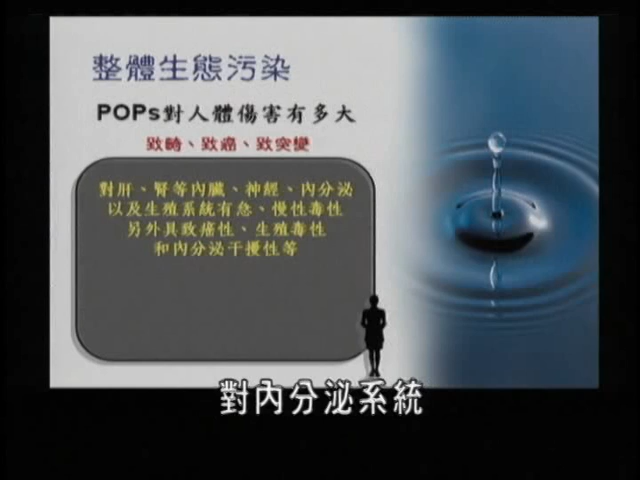 整體生態污染
POPs對人體傷害有多大
致畸、致癌、致突變
對肝、腎等內臟、神經、內分泌
以及生殖系統有急、慢性毒性
另外具致癌性、生殖毒性
和內分泌干擾性等
對內分泌系統